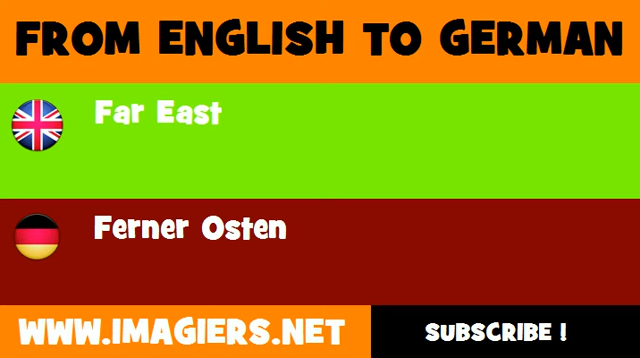 FROM ENGLISH TO GERMAN
Far East
Ferner Osten
WWW.IMAGIERS.NET
SUBSCRIBE !